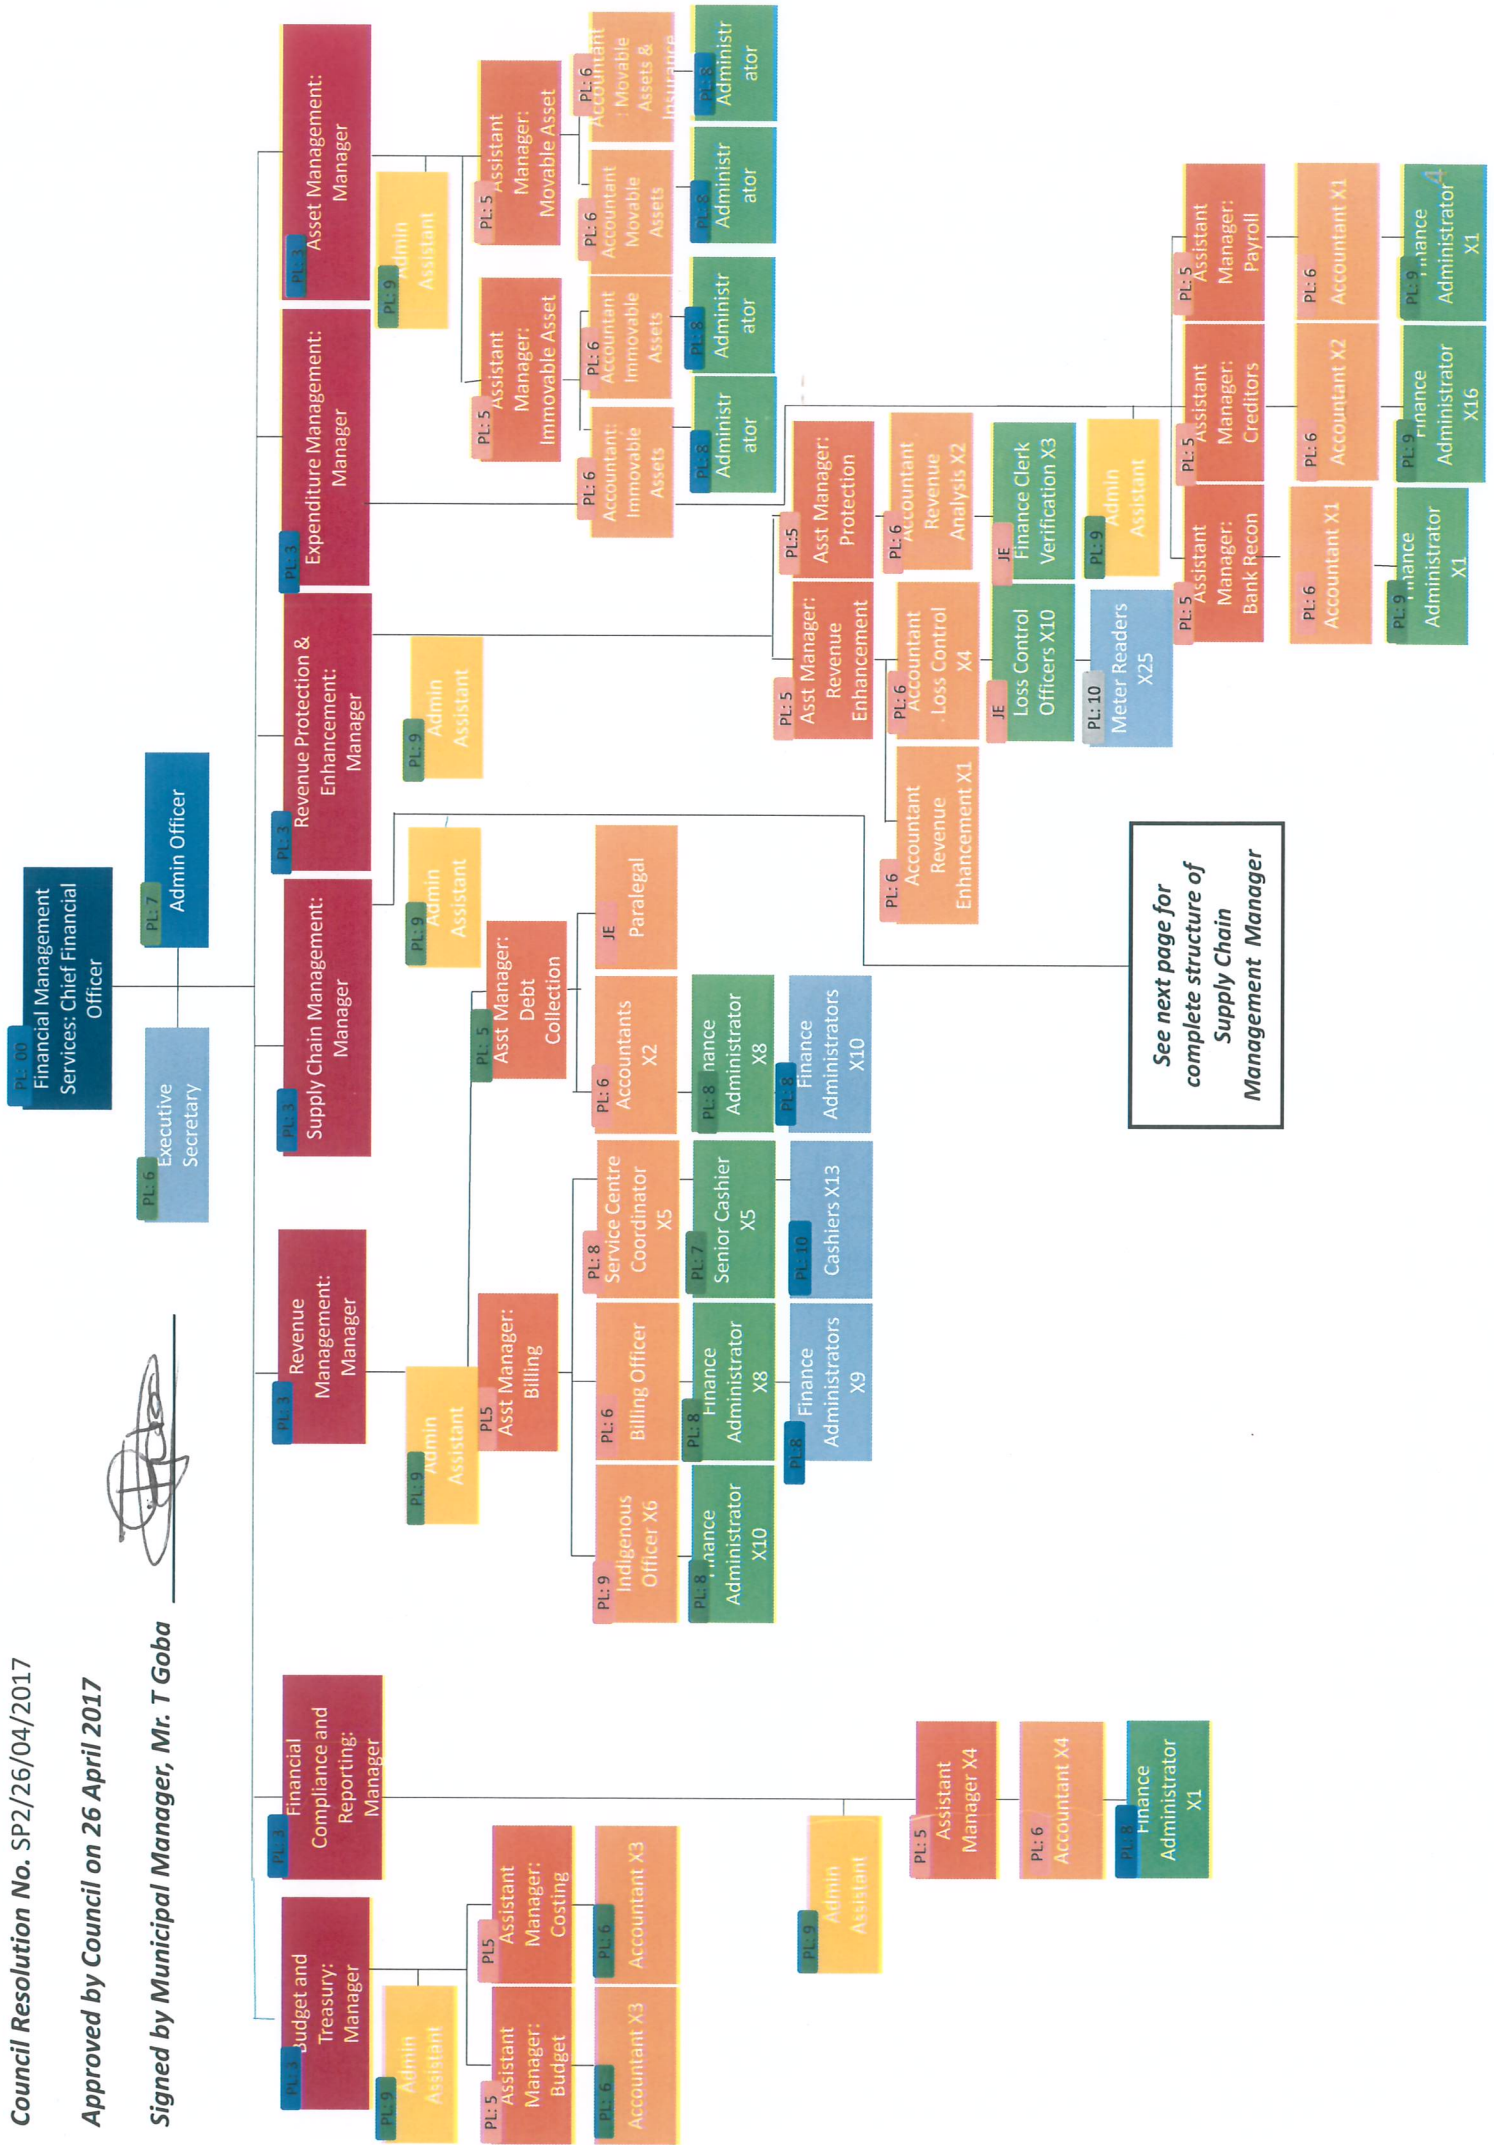 Council Resolution No. SP2/26/04/2017
Approved by Council on 26 April 2017
Signed by Municipal Manager, Mr. T Goba
PL: 00
Financial Management
Services: Chief Financial
Officer
PL: 6
Executive
Secretary
PL: 7
Admin Officer
PL: 3
Budget and
Treasury:
Manager
PL: 3
Financial
Compliance and
Reporting:
Manager
PL: 3
Revenue
Management:
Manager
PL: 3
Supply Chain Management:
Manager
PL: 3
Revenue Protection &
Enhancement:
Manager
PL: 3
Expenditure Management:
Manager
PL: 3
Asset Management:
Manager
PL: 9
Admin
Assistant
PL: 5
Assistant
Manager:
Budget
PL5
Assistant
Manager:
Costing
PL: 6
Accountant X3
PL: 6
Accountant X3
PL: 9
Admin
Assistant
PL: 5
Assistant
Manager X4
PL: 6
Accountant X4
PL: 8
Finance
Administrator
X1
PL: 9
Admin
Assistant
PL5
Asst Manager:
Billing
PL: 5
Asst Manager:
Debt
Collection
PL: 9
Indigenous
Officer X6
PL: 6
Billing Officer
PL: 8
Service Centre
Coordinator
X5
PL: 6
Accountants
X2
JE
Paralegal
PL: 8
Finance
Administrator
X10
PL: 8
Finance
Administrator
X8
PL: 7
Senior Cashier
X5
PL: 8
Finance
Administrator
X8
PL:8
Finance
Administrators
X9
PL: 10
Cashiers X13
PL: 8
Finance
Administrators
X10
PL: 9
Admin
Assistant
See next page for
complete structure of
Supply Chain
Management Manager
PL: 9
Admin
Assistant
PL: 5
Asst Manager:
Revenue
Enhancement
PL:5
Asst Manager:
Protection
PL: 6
Accountant
Revenue
Enhancement X1
PL: 6
Accountant
Loss Control
X4
PL: 6
Accountant
Revenue
Analysis X2
JE
Loss Control
Officers X10
JE
Finance Clerk
Verification X3
PL: 10
Meter Readers
X25
PL: 9
Admin
Assistant
PL: 5
Assistant
Manager:
Bank Recon
PL: 5
Assistant
Manager:
Creditors
PL: 5
Assistant
Manager:
Payroll
PL: 6
Accountant X1
PL: 6
Accountant X2
PL: 6
Accountant X1
PL: 9
Finance
Administrator
X1
PL: 9
Finance
Administrator
X16
PL: 9
Finance
Administrator
X1
4
PL: 9
Admin
Assistant
PL: 5
Assistant
Manager:
Immovable Asset
PL: 5
Assistant
Manager:
Movable Asset
PL: 6
Accountant:
Immovable
Assets
PL: 6
Accountant
Immovable
Assets
PL: 6
Accountant
Movable
Assets
PL: 6
Accountant
: Movable
Assets &
Insurance
PL: 8
Administr
ator
PL: 8
Administr
ator
PL: 8
Administr
ator
PL: 8
Administr
ator